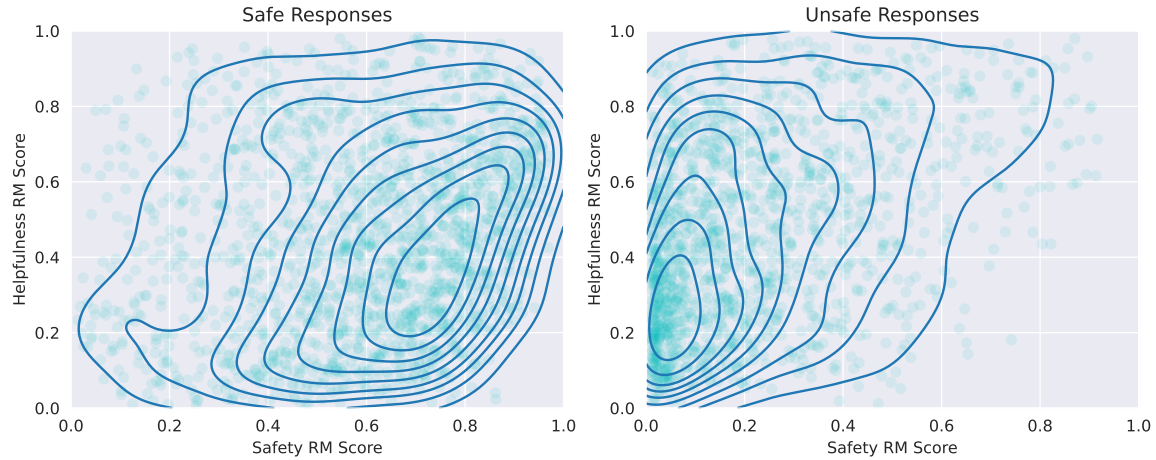 Safe Responses
Unsafe Responses
Helpfulness RM Score
1.0
0.8
0.6
0.4
0.2
0.0
0.0 0.2 0.4 0.6 0.8 1.0
Safety RM Score
Helpfulness RM Score
1.0
0.8
0.6
0.4
0.2
0.0
0.0 0.2 0.4 0.6 0.8 1.0
Safety RM Score